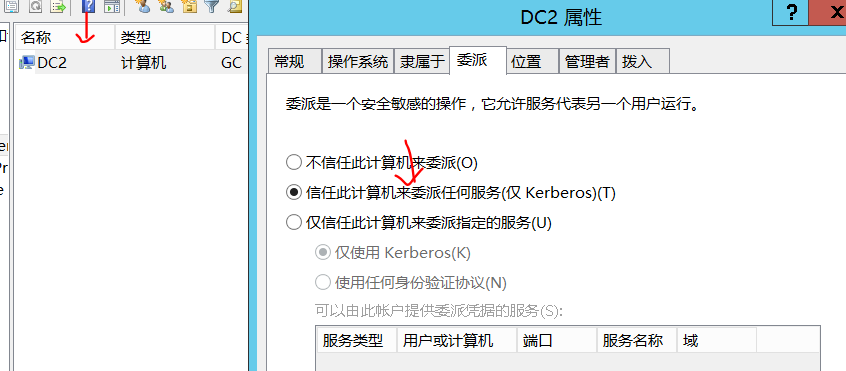 DC2 属性
? X
名称 类型 DC
DC2 计算机 GC
常规 操作系统 隶属于 委派 位置 管理者 拨入
委派是一个安全敏感的操作，它允许服务代表另一个用户运行。
不信任此计算机来委派(O)
信任此计算机来委派任何服务(仅 Kerberos)(T)
仅信任此计算机来委派指定的服务(U)
仅使用 Kerberos(K)
使用任何身份验证协议(N)
可以由此帐户提供委派凭据的服务(S):
服务类型 用户或计算机 端口 服务名称 域